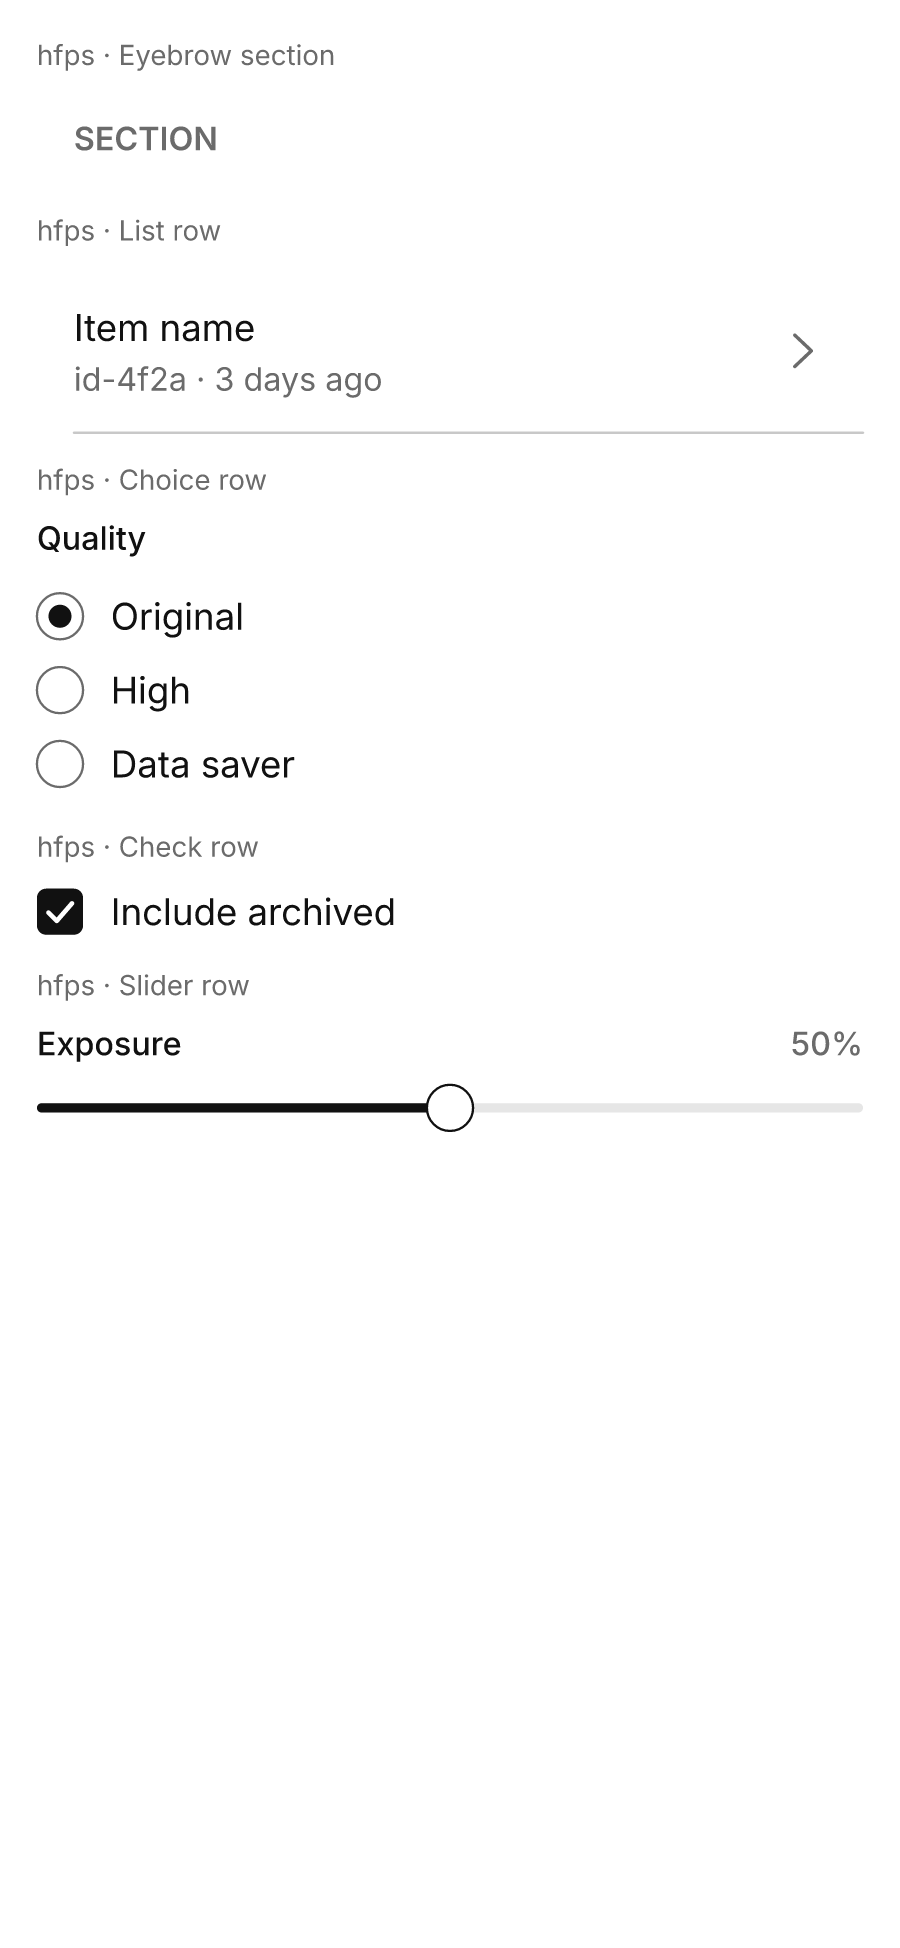 hfps · Eyebrow section
SECTION
hfps · List row
Item name
id-4f2a · 3 days ago
hfps · Choice row
Quality
Original
High
Data saver
hfps · Check row
Include archived
hfps · Slider row
Exposure 50%